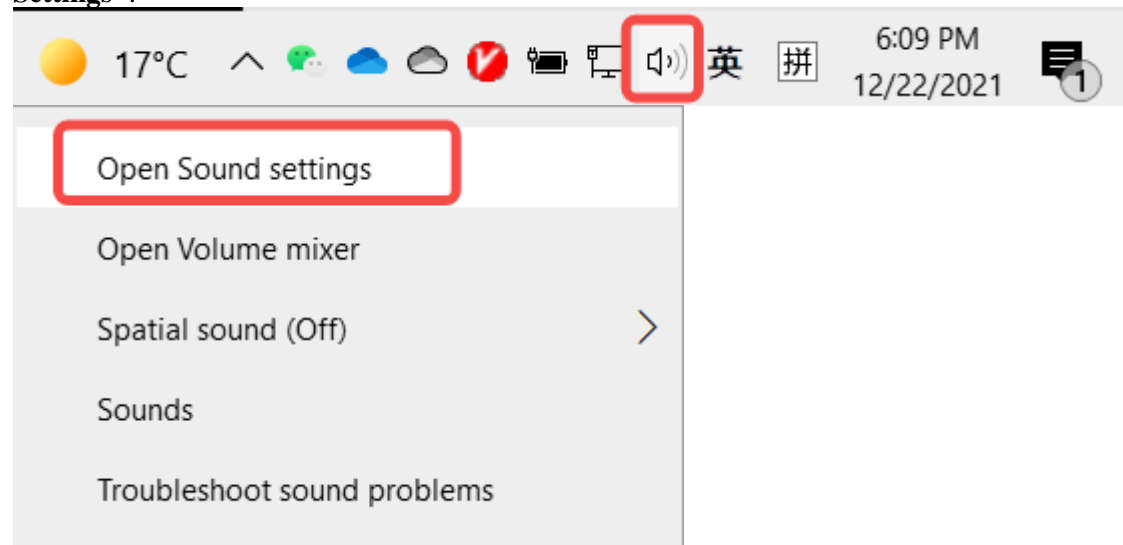 Settings".
17°C 英 拼 6:09 PM
12/22/2021
1
Open Sound settings
Open Volume mixer
Spatial sound (Off)
Sounds
Troubleshoot sound problems